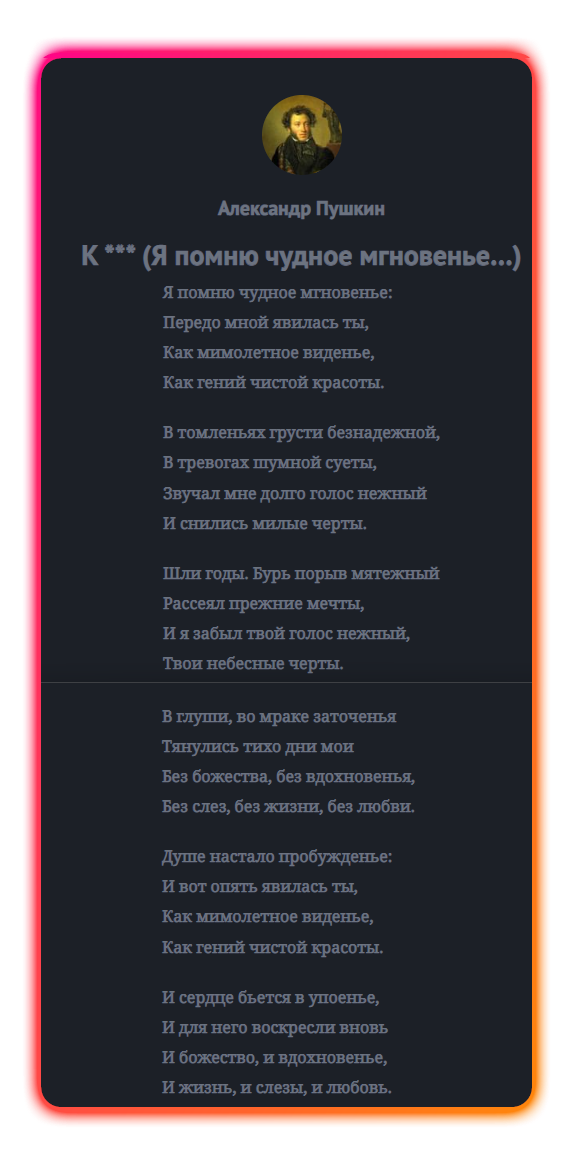 Александр Пушкин
К *** (Я помню чудное мгновенье...)
Я помню чудное мгновенье:
Передо мной явилась ты,
Как мимолетное виденье,
Как гений чистой красоты.
В томленьях грусти безнадежной,
В тревогах шумной суеты,
Звучал мне долго голос нежный
И снились милые черты.
Шли годы. Бурь порыв мятежный
Рассеял прежние мечты,
И я забыл твой голос нежный,
Твои небесные черты.
В глуши, во мраке заточенья
Тянулись тихо дни мои
Без божества, без вдохновенья,
Без слез, без жизни, без любви.
Душе настало пробужденье:
И вот опять явилась ты,
Как мимолетное виденье,
Как гений чистой красоты.
И сердце бьется в упоенье,
И для него воскресли вновь
И божество, и вдохновенье,
И жизнь, и слезы, и любовь.